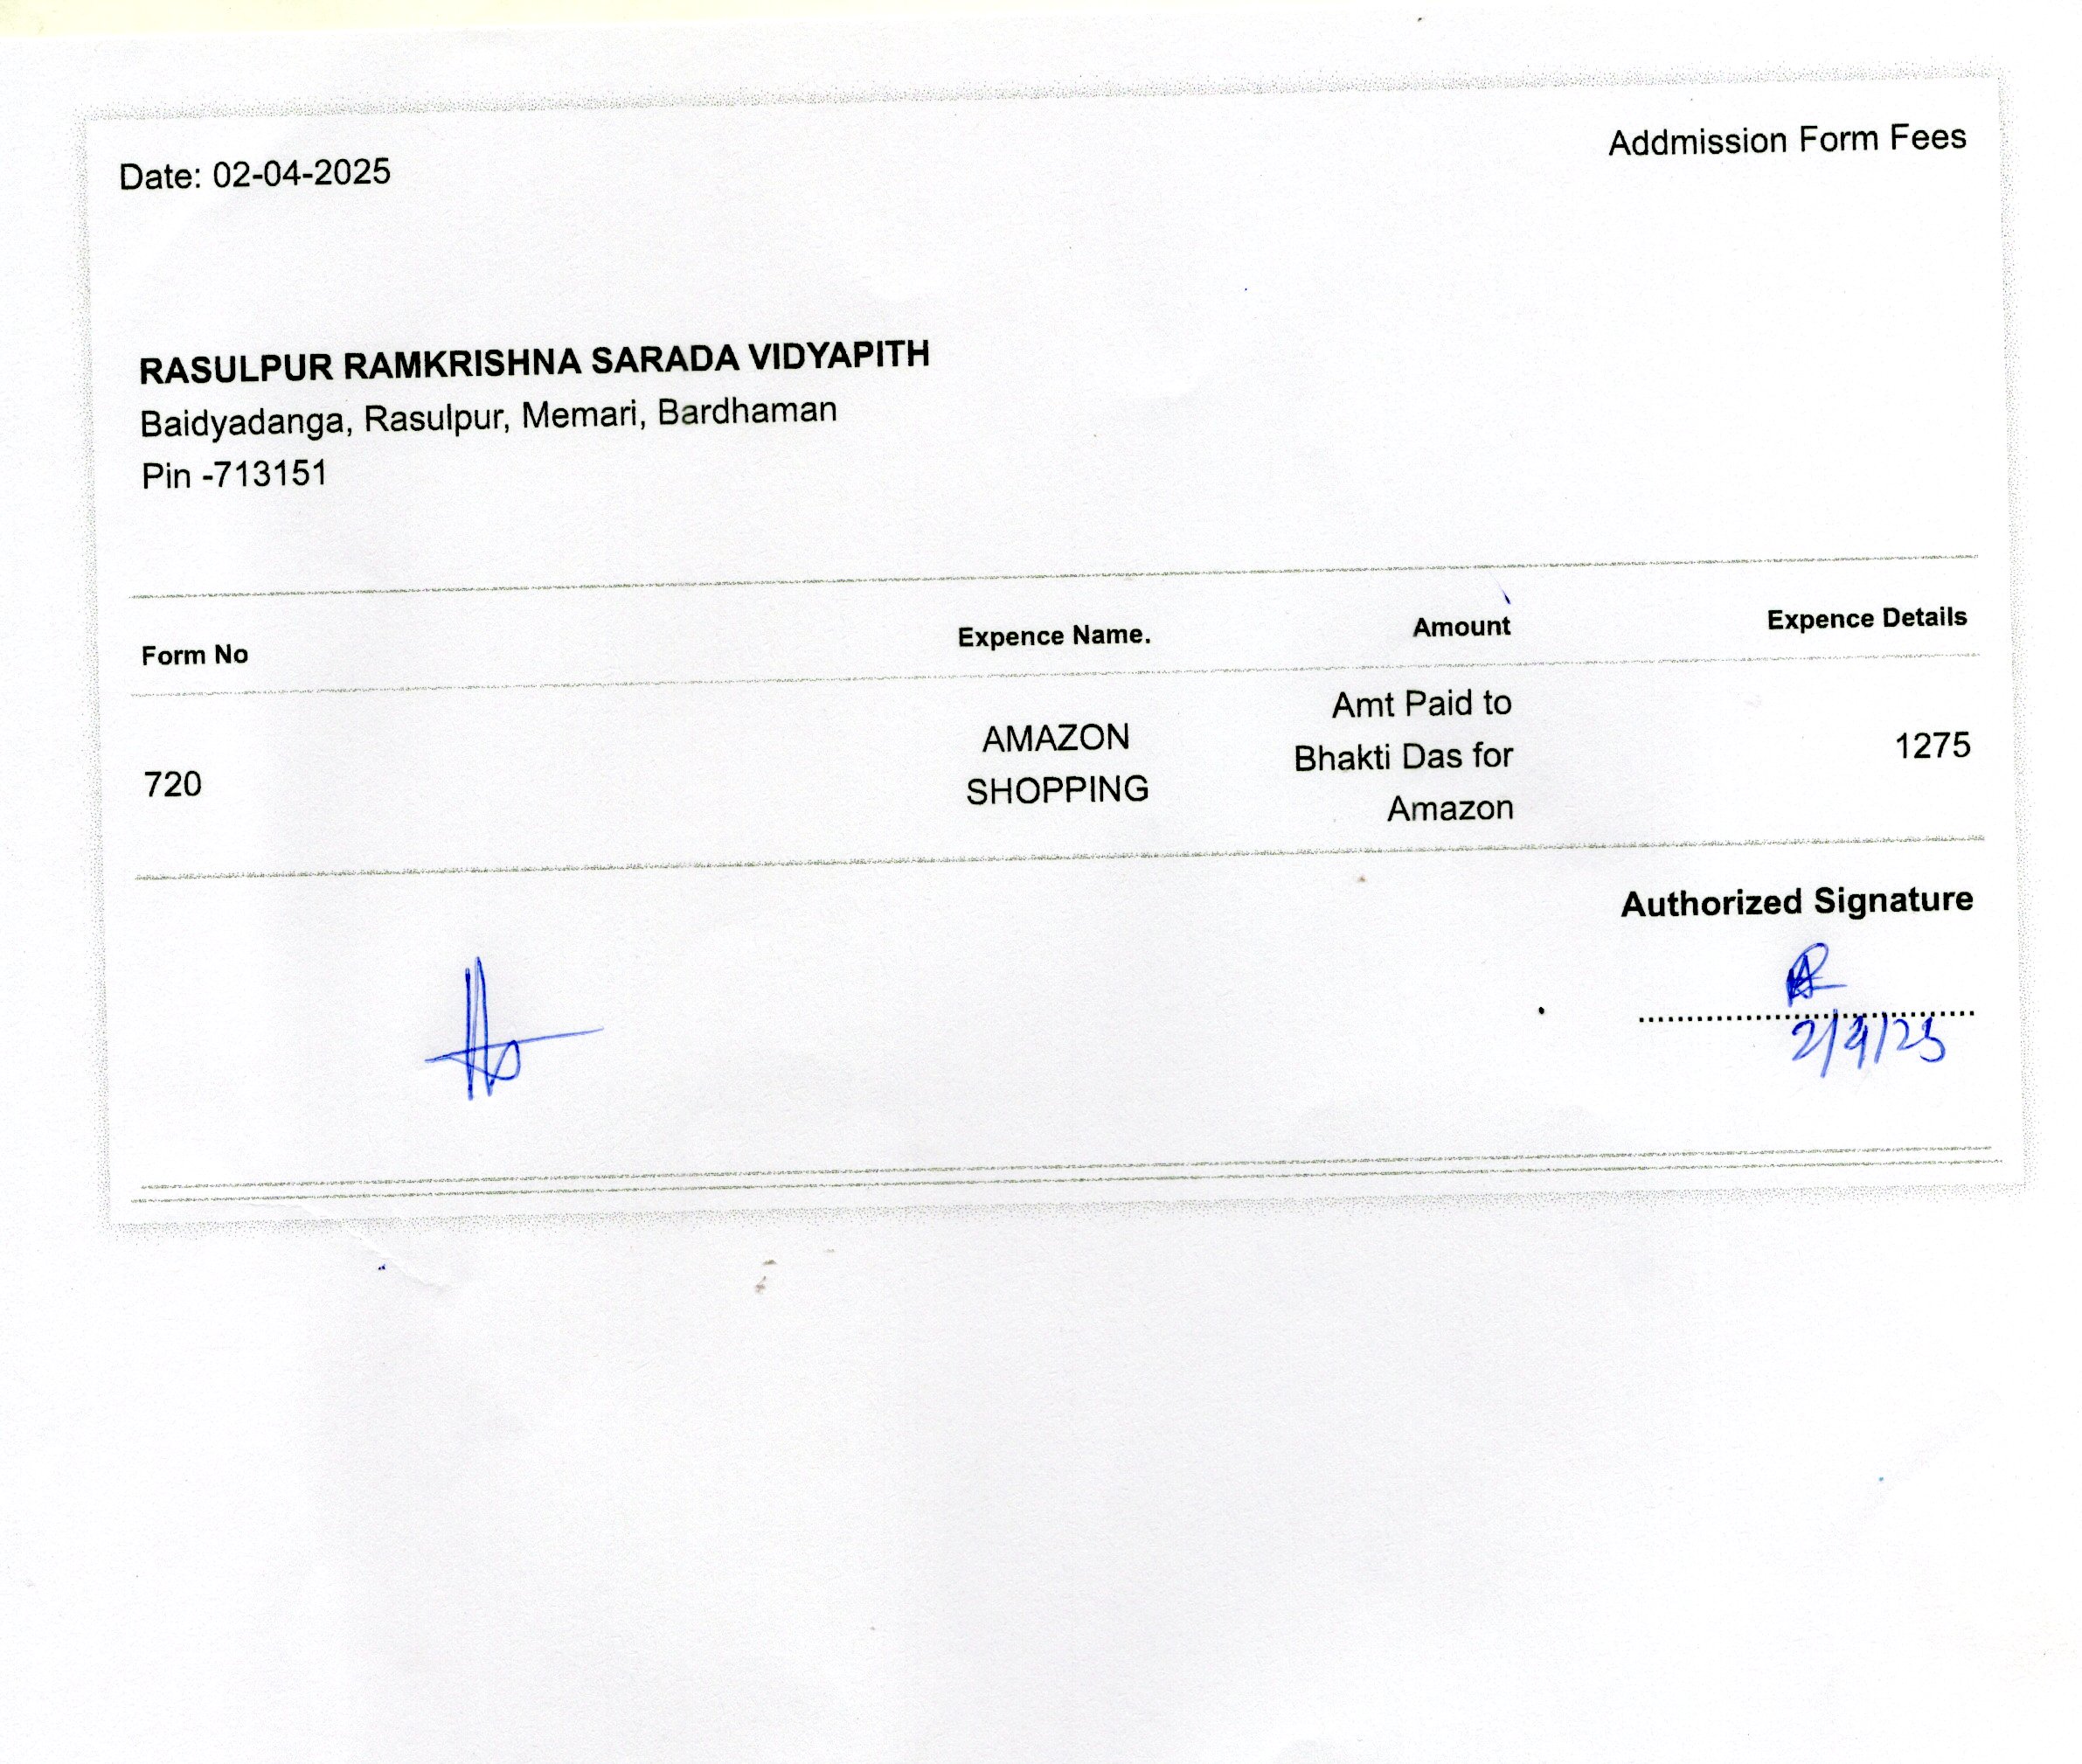 Date: 02-04-2025
Addmission Form Fees
RASULPUR RAMKRISHNA SARADA VIDYAPITH
Baidyadanga, Rasulpur, Memari, Bardhaman
Pin -713151
Form No Expence Name. Amount Expence Details
720 AMAZON SHOPPING Amt Paid to Bhakti Das for Amazon 1275
Authorized Signature
2/4/25